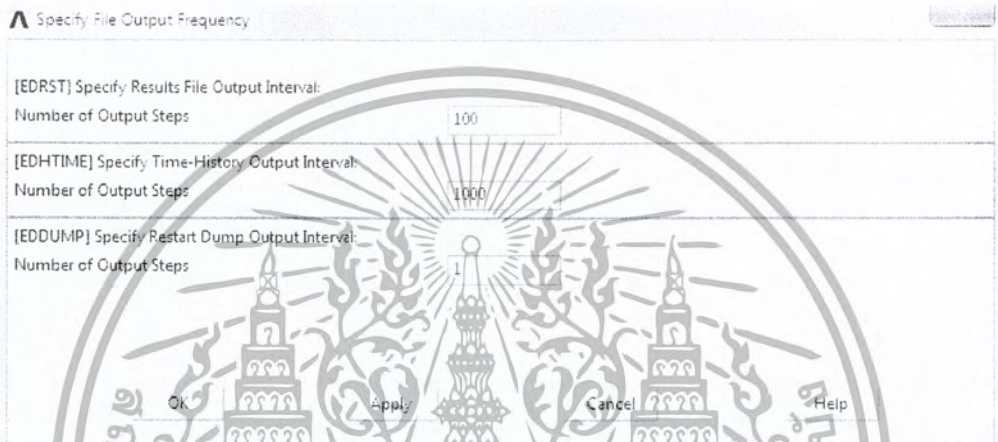 Specify File Output Frequency
[EDRST] Specify Results File Output Interval:
Number of Output Steps
100
[EDHTIME] Specify Time-History Output Interval:
Number of Output Steps
1000
[EDDUMP] Specify Restart Dump Output Interval:
Number of Output Steps
1
OK
Apply
Cancel
Help